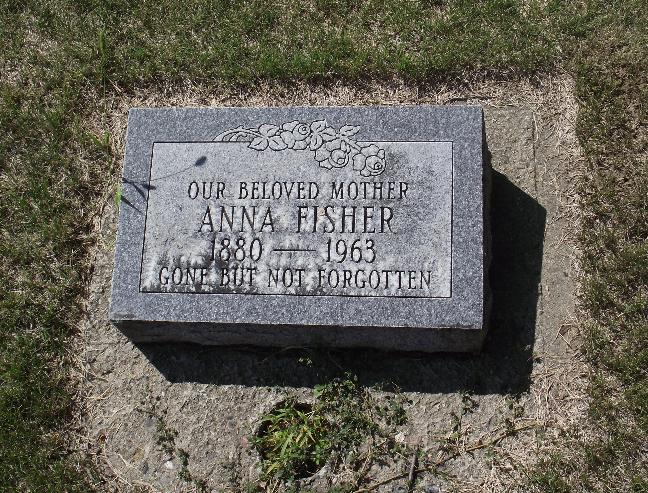 OUR BELOVED MOTHER
ANNA FISHER
1880 — 1963
GONE BUT NOT FORGOTTEN